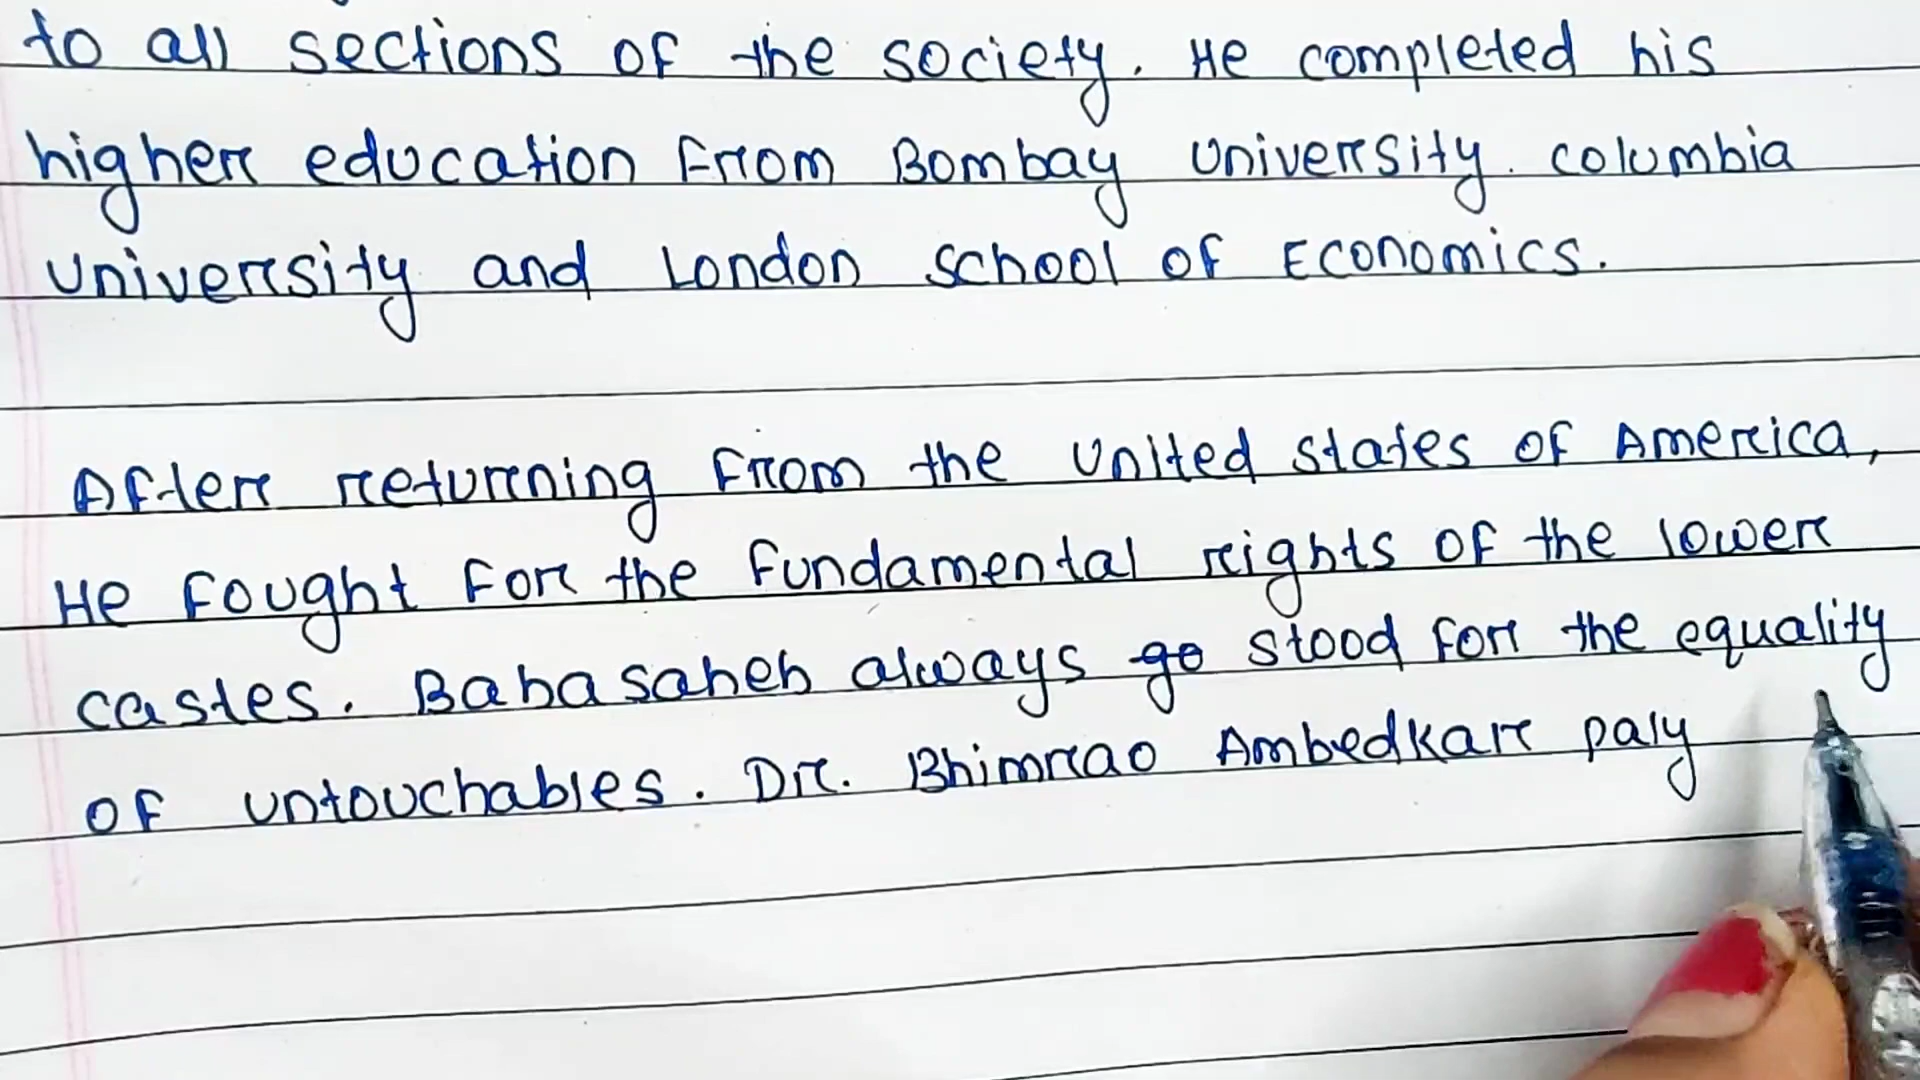 to all sections of the society. He completed his
higher education From Bombay University. columbia
University and London School of Economics.
After returning From the United States of America,
He Fought For the Fundamental rights of the lower
castes. Babasaheb always go stood For the equality
of untouchables. Dr. Bhimrao Ambedkar paly